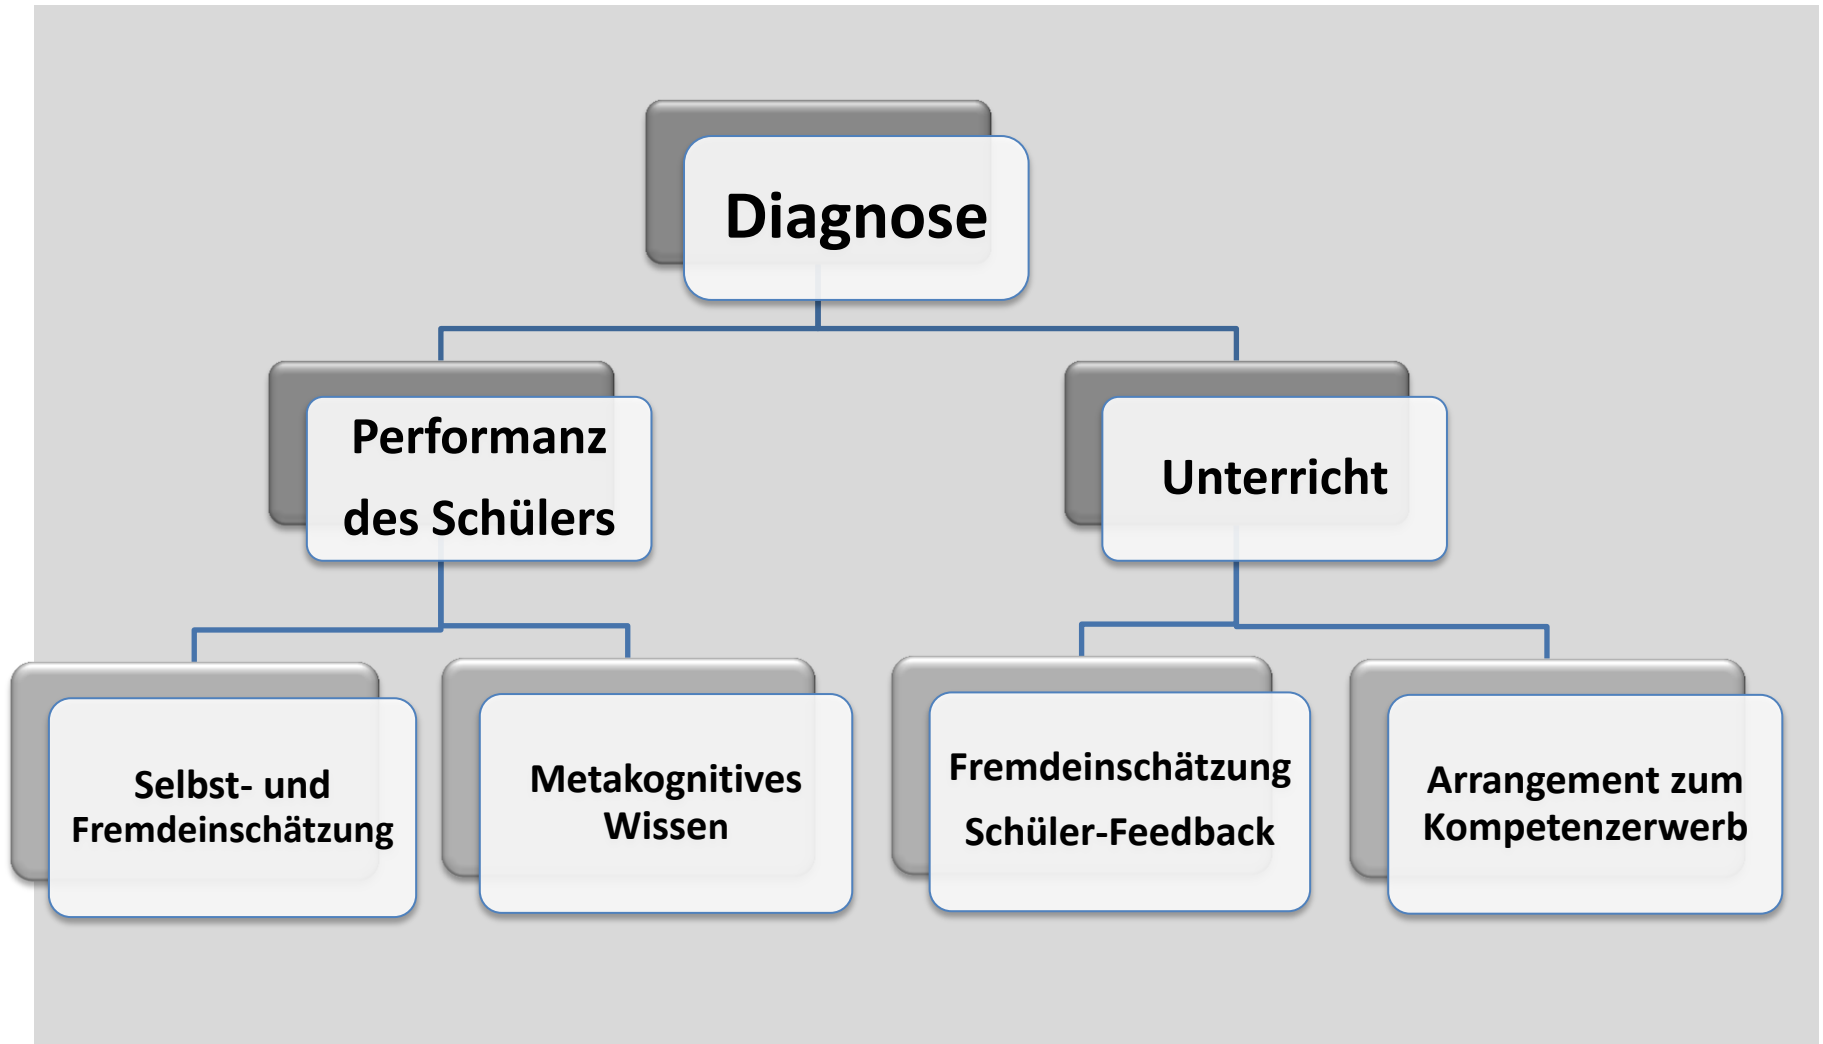 Diagnose
Performanz
des Schülers
Unterricht
Selbst- und
Fremdeinschätzung
Metakognitives
Wissen
Fremdeinschätzung
Schüler-Feedback
Arrangement zum
Kompetenzerwerb